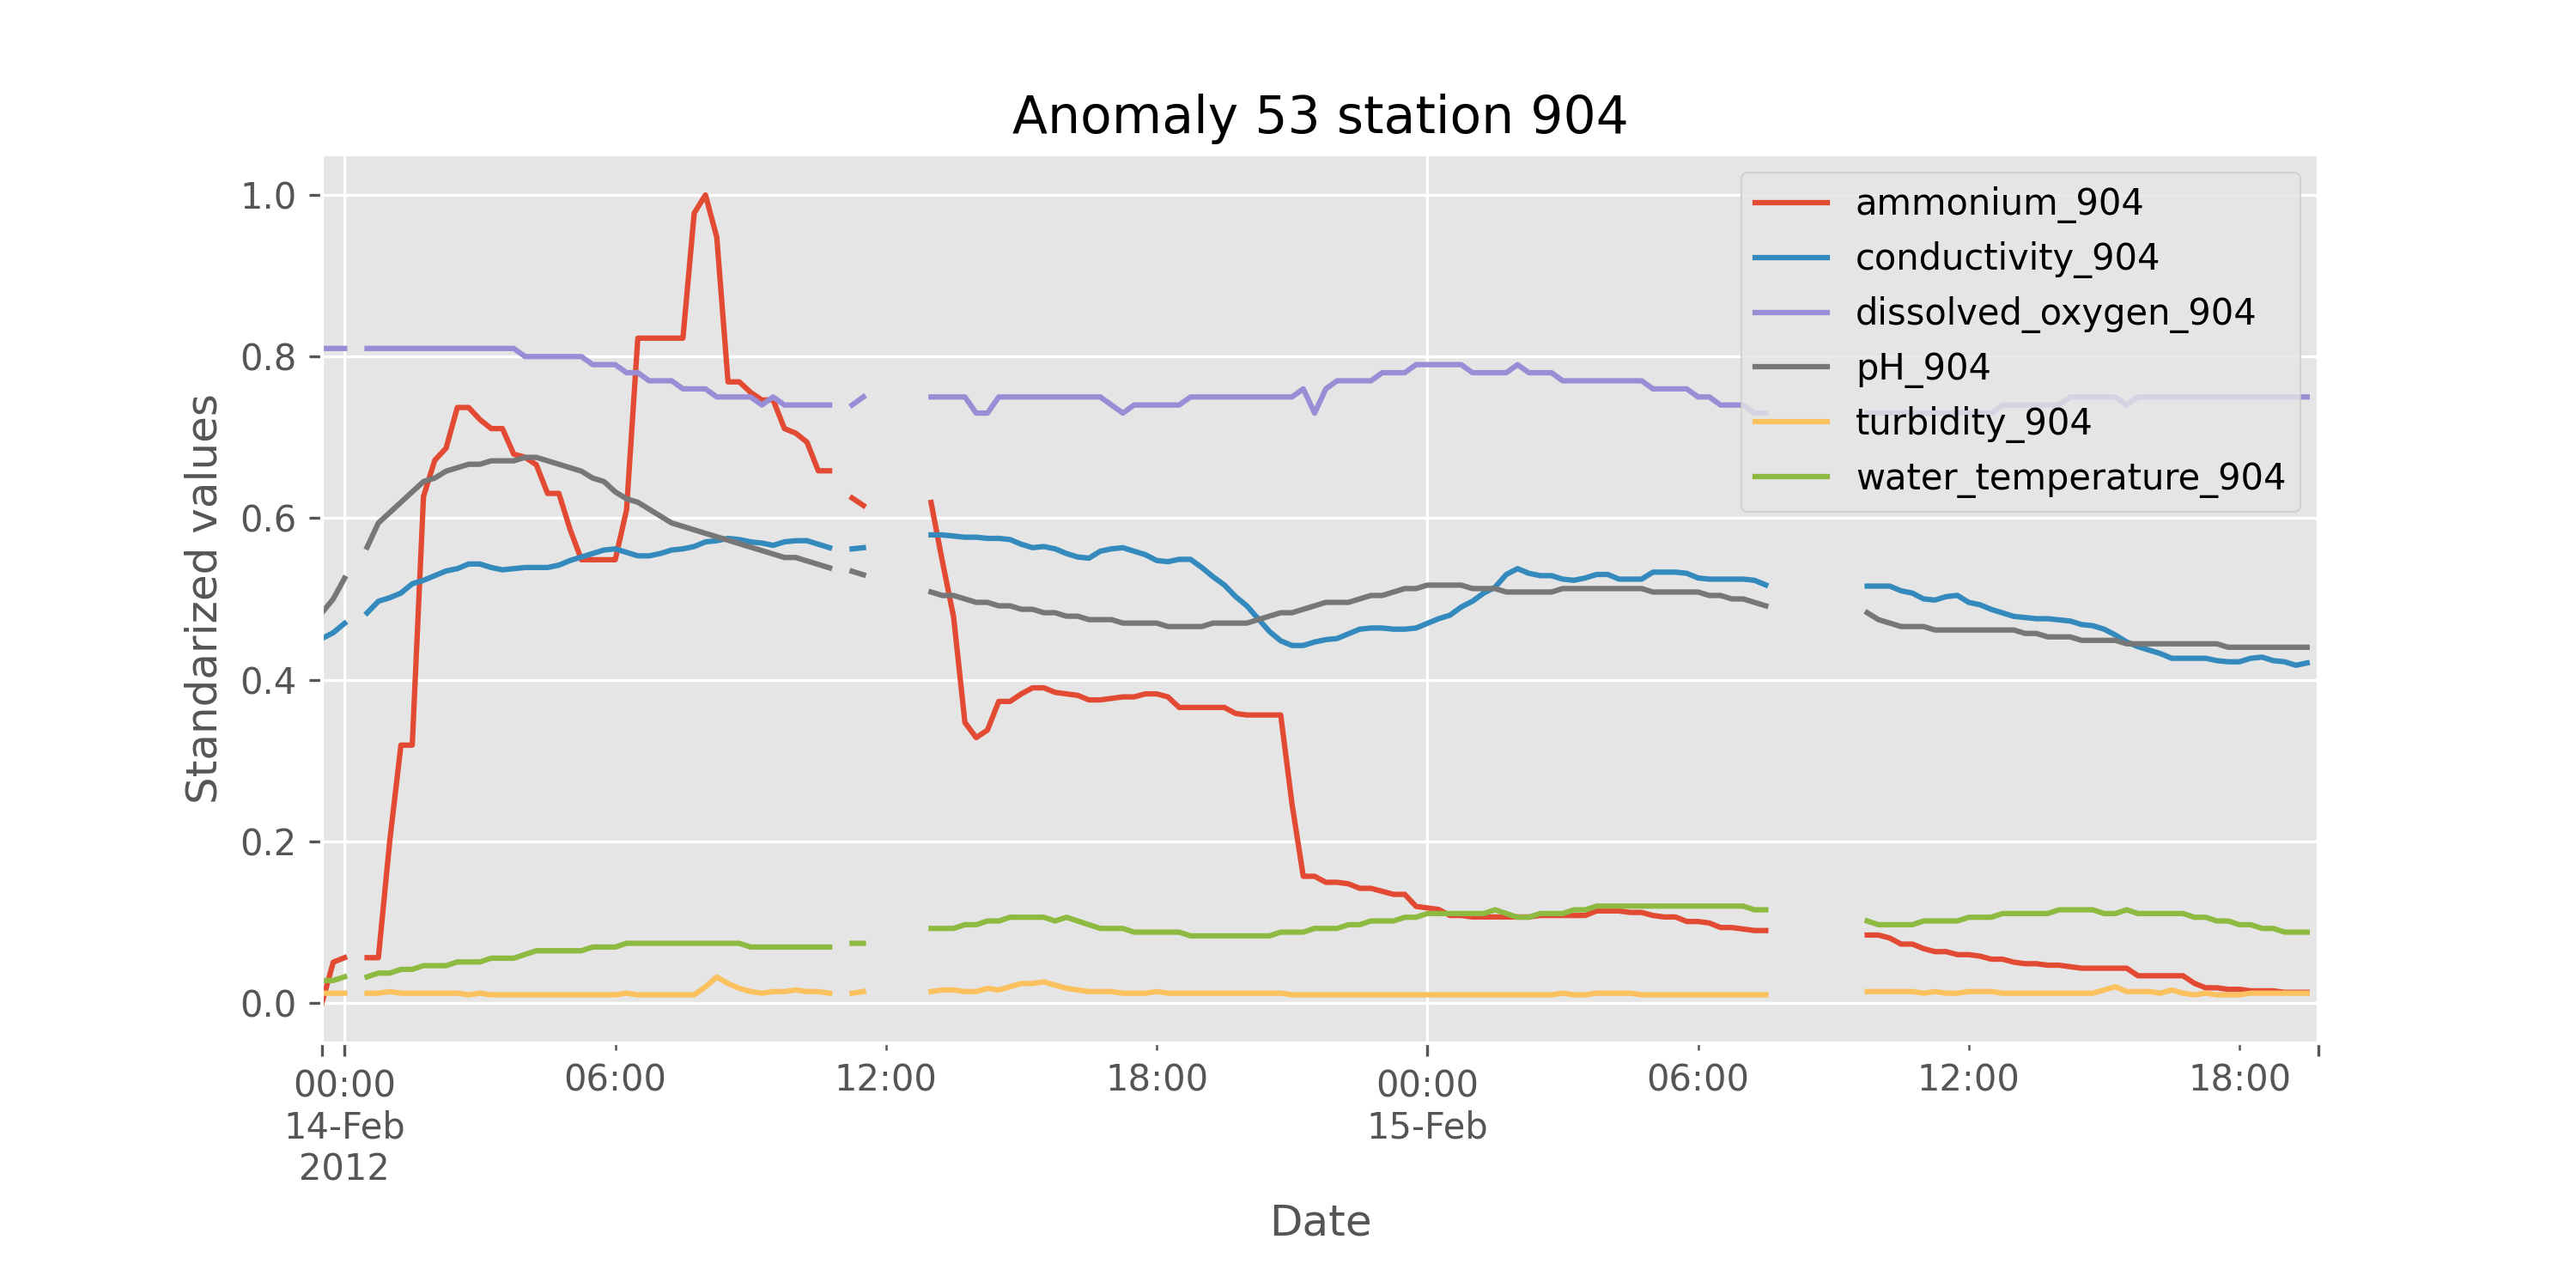 Anomaly 53 station 904
1.0
0.8
0.6
0.4
0.2
0.0
Standarized values
ammonium_904
conductivity_904
dissolved_oxygen_904
pH_904
turbidity_904
water_temperature_904
00:00
14-Feb
2012
06:00
12:00
18:00
00:00
15-Feb
06:00
12:00
18:00
Date